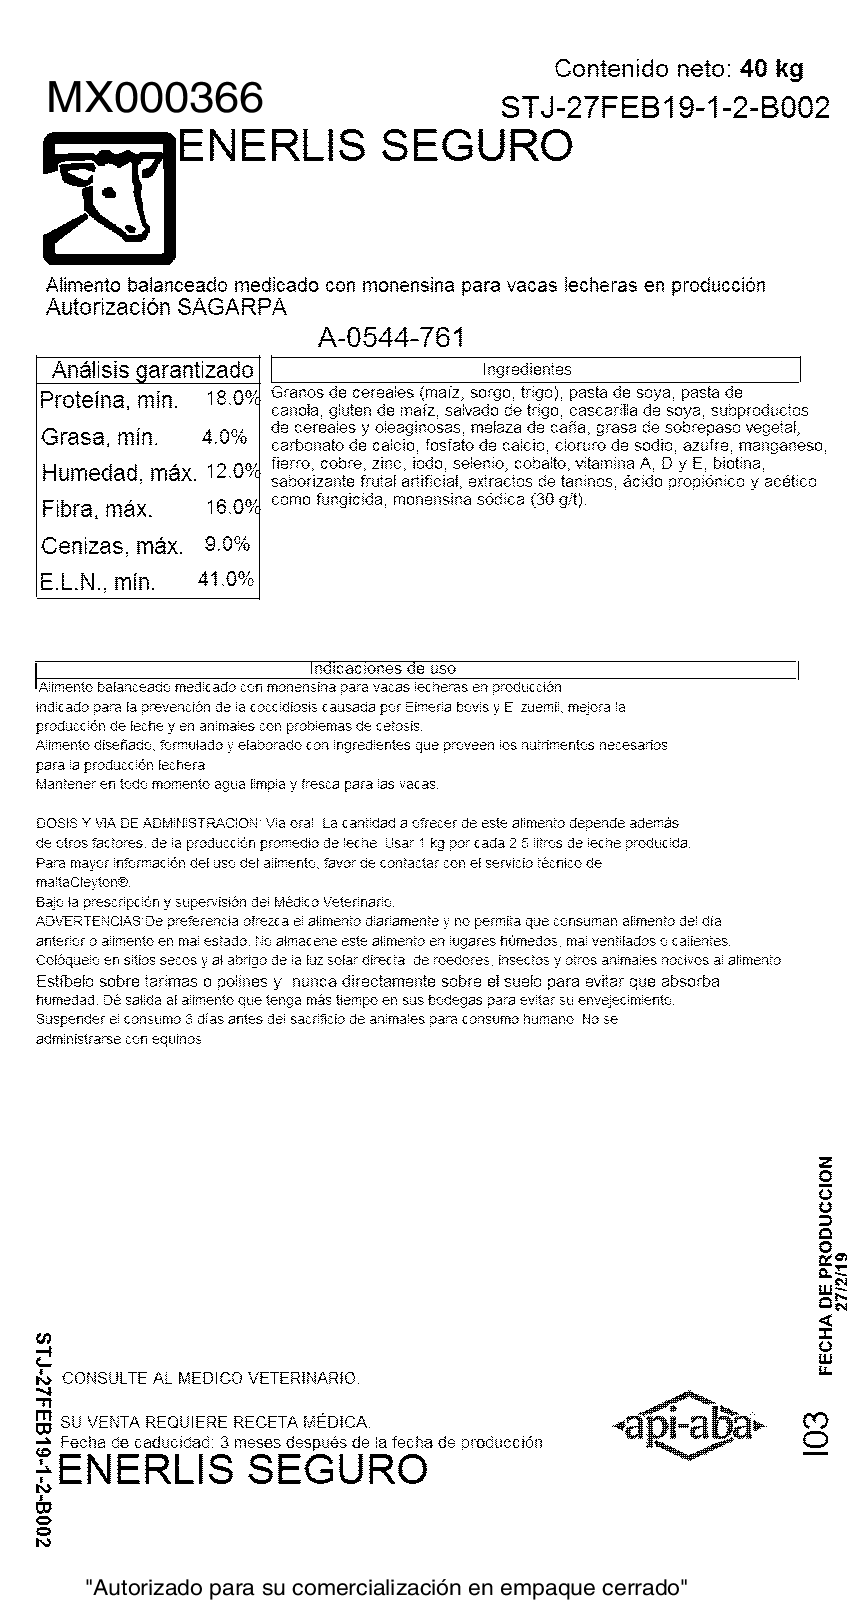 Contenido neto: 40 kg
MX000366
STJ-27FEB19-1-2-B002
ENERLIS SEGURO
Alimento balanceado medicado con monensina para vacas lecheras en producción
Autorización SAGARPA
A-0544-761
Análisis garantizado
Proteína, mín. 18.0%
Grasa, mín. 4.0%
Humedad, máx. 12.0%
Fibra, máx. 16.0%
Cenizas, máx. 9.0%
E.L.N., mín. 41.0%
Ingredientes
Granos de cereales (maíz, sorgo, trigo), pasta de soya, pasta de
canola, gluten de maíz, salvado de trigo, cascarilla de soya, subproductos
de cereales y oleaginosas, melaza de caña, grasa de sobrepaso vegetal,
carbonato de calcio, fosfato de calcio, cloruro de sodio, azufre, manganeso,
fierro, cobre, zinc, iodo, selenio, cobalto, vitamina A, D y E, biotina,
saborizante frutal artificial, extractos de taninos, ácido propiónico y acético
como fungicida, monensina sódica (30 g/t).
Indicaciones de uso
Alimento balanceado medicado con monensina para vacas lecheras en producción
indicado para la prevención de la coccidiosis causada por Eimeria bovis y E. zuernii, mejora la
producción de leche y en animales con problemas de cetosis.
Alimento diseñado, formulado y elaborado con ingredientes que proveen los nutrimentos necesarios
para la producción lechera
Mantener en todo momento agua limpia y fresca para las vacas.
DOSIS Y VIA DE ADMINISTRACION: Via oral. La cantidad a ofrecer de este alimento depende además
de otros factores, de la producción promedio de leche. Usar 1 kg por cada 2.5 litros de leche producida.
Para mayor información del uso del alimento, favor de contactar con el servicio técnico de
maltaCleyton®.
Bajo la prescripción y supervisión del Médico Veterinario.
ADVERTENCIAS:De preferencia ofrezca el alimento diariamente y no permita que consuman alimento del día
anterior o alimento en mal estado. No almacene este alimento en lugares húmedos, mal ventilados o calientes.
Colóquelo en sitios secos y al abrigo de la luz solar directa, de roedores, insectos y otros animales nocivos al alimento
Estíbelo sobre tarimas o polines y nunca directamente sobre el suelo para evitar que absorba
humedad. Dé salida al alimento que tenga más tiempo en sus bodegas para evitar su envejecimiento.
Suspender el consumo 3 días antes del sacrificio de animales para consumo humano. No se
administrarse con equinos
FECHA DE PRODUCCION
27/2/19
STJ-27FEB19-1-2-B002
CONSULTE AL MEDICO VETERINARIO.
SU VENTA REQUIERE RECETA MÉDICA.
Fecha de caducidad: 3 meses después de la fecha de producción
ENERLIS SEGURO
api-aba
I03
"Autorizado para su comercialización en empaque cerrado"